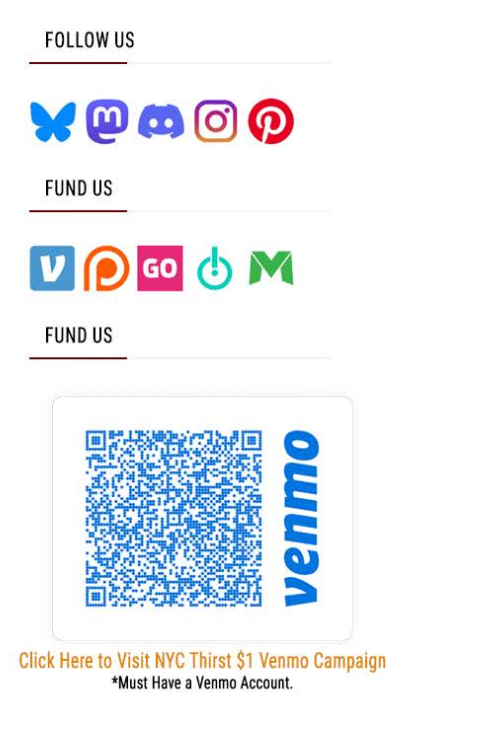 FOLLOW US
FUND US
GO
FUND US
venmo
Click Here to Visit NYC Thirst $1 Venmo Campaign
*Must Have a Venmo Account.